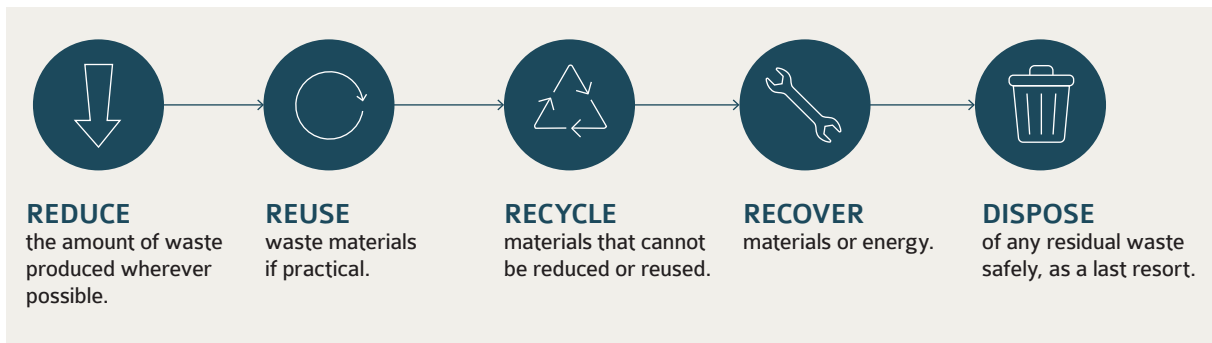 REDUCE
the amount of waste
produced wherever
possible.
REUSE
waste materials
if practical.
RECYCLE
materials that cannot
be reduced or reused.
RECOVER
materials or energy.
DISPOSE
of any residual waste
safely, as a last resort.